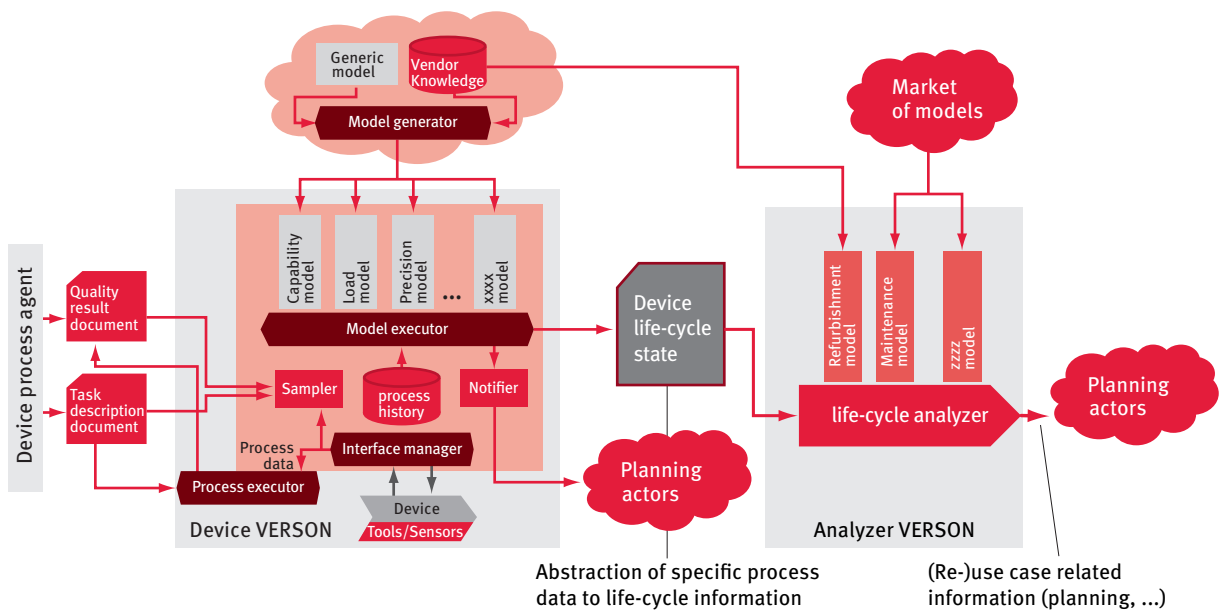 Generic
model
Vendor
Knowledge
Model generator
Market
of models
Capability
model
Load
model
Precision
model
...
xxxx
model
Device process agent
Quality
result
document
Task
description
document
Model executor
Sampler
process
history
Notifier
Process
data
Interface manager
Process executor
Device
Tools/Sensors
Device VERSON
Device
life-cycle
state
Planning
actors
Refurbishment
model
Maintenance
model
zzzz
model
life-cycle analyzer
Planning
actors
Analyzer VERSON
Abstraction of specific process
data to life-cycle information
(Re-)use case related
information (planning, ...)